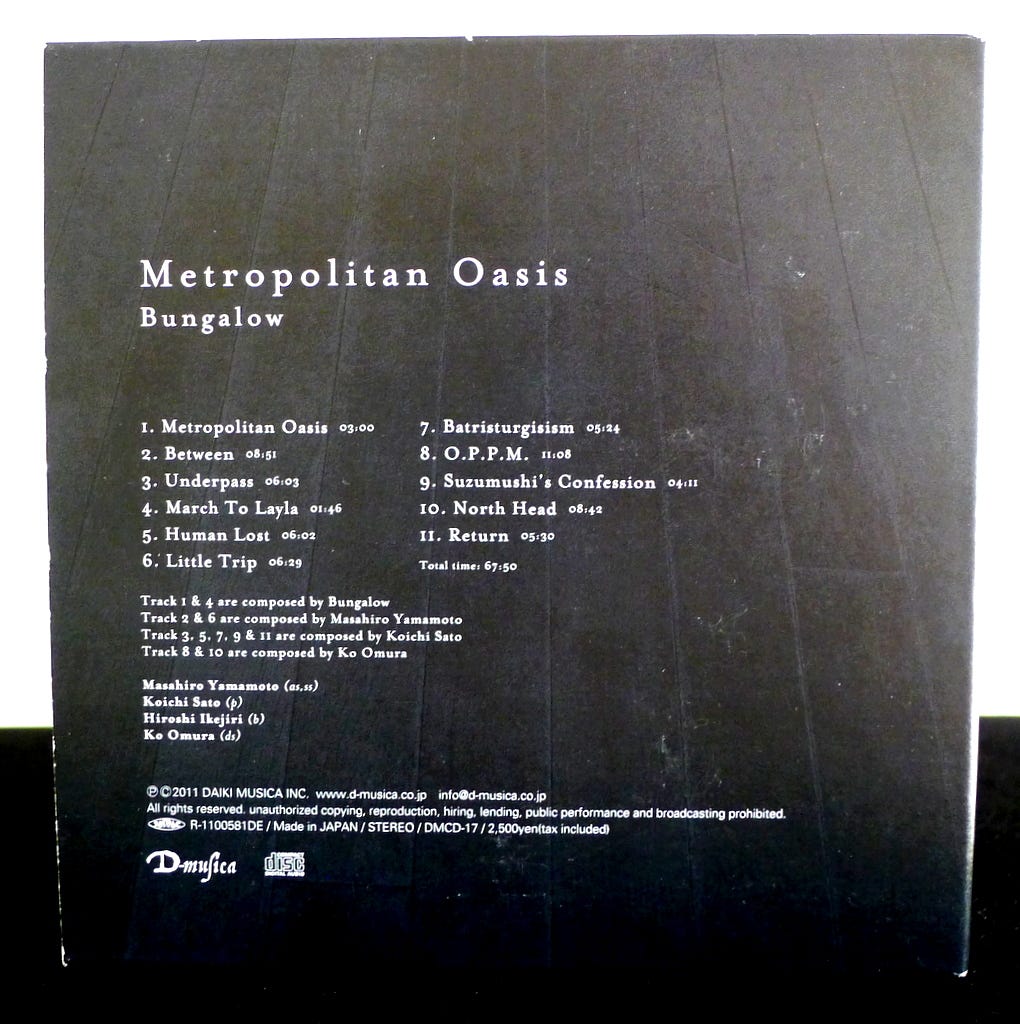 Metropolitan Oasis
Bungalow
1. Metropolitan Oasis 03:00
2. Between 08:51
3. Underpass 06:03
4. March To Layla 01:46
5. Human Lost 06:02
6. Little Trip 06:29
7. Batristurgisism 05:24
8. O.P.P.M. 11:08
9. Suzumushi's Confession 04:11
10. North Head 08:42
11. Return 05:30
Total time: 67:50
Track 1 & 4 are composed by Bungalow
Track 2 & 6 are composed by Masahiro Yamamoto
Track 3, 5, 7, 9 & 11 are composed by Koichi Sato
Track 8 & 10 are composed by Ko Omura
Masahiro Yamamoto (as,ss)
Koichi Sato (p)
Hiroshi Ikejiri (b)
Ko Omura (ds)
℗©2011 DAIKI MUSICA INC. www.d-musica.co.jp info@d-musica.co.jp
All rights reserved. unauthorized copying, reproduction, hiring, lending, public performance and broadcasting prohibited.
R-1100581DE / Made in JAPAN / STEREO / DMCD-17 / 2,500yen(tax included)
D-musica COMPACT disc DIGITAL AUDIO